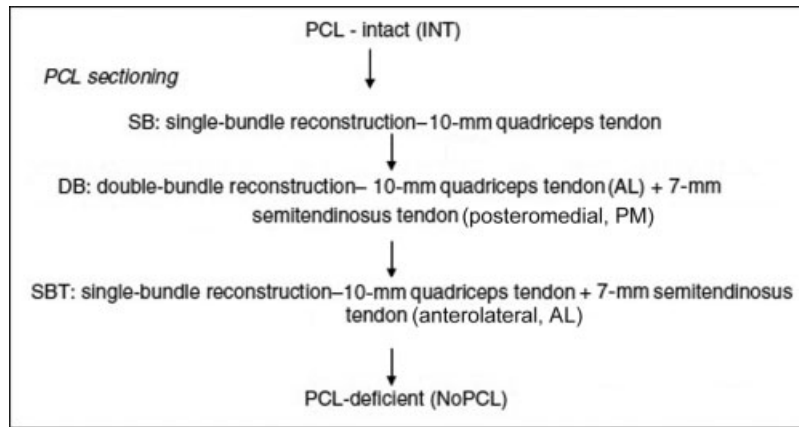 PCL - intact (INT)
PCL sectioning
SB: single-bundle reconstruction–10-mm quadriceps tendon
DB: double-bundle reconstruction– 10-mm quadriceps tendon (AL) + 7-mm
semitendinosus tendon (posteromedial, PM)
SBT: single-bundle reconstruction–10-mm quadriceps tendon + 7-mm semitendinosus
tendon (anterolateral, AL)
PCL-deficient (NoPCL)